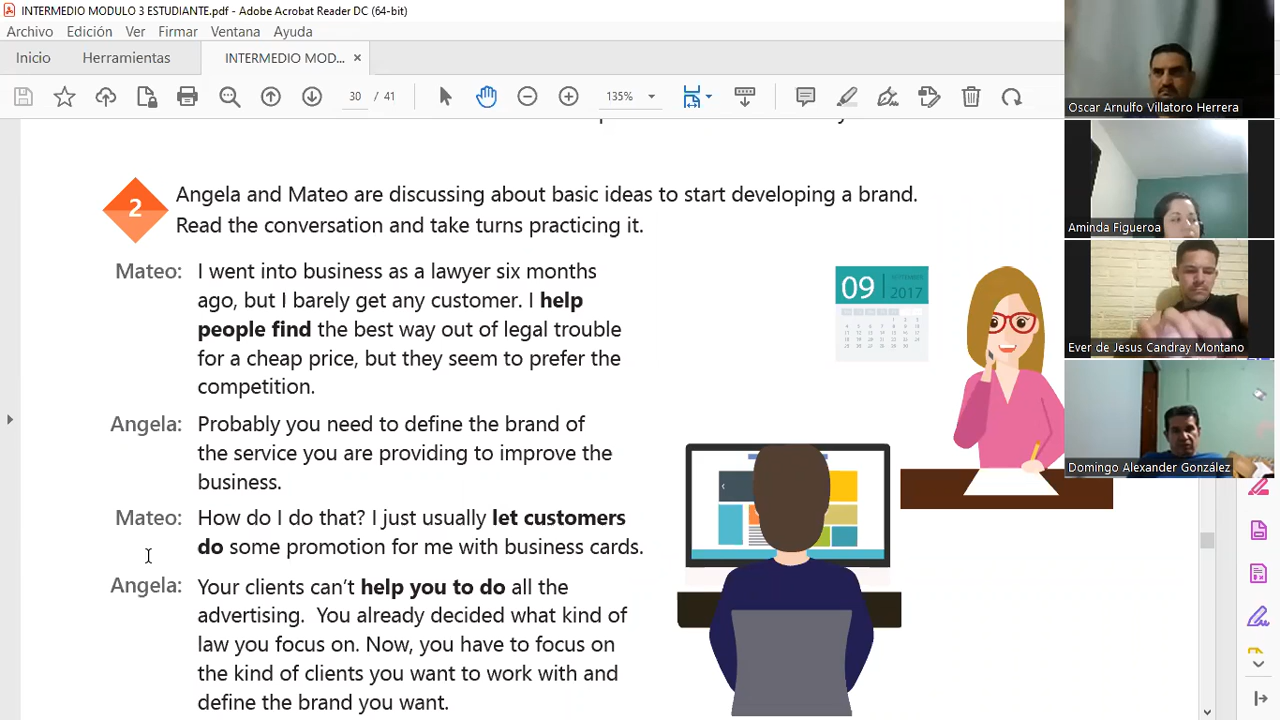 INTERMEDIO MODULO 3 ESTUDIANTE.pdf - Adobe Acrobat Reader DC (64-bit)
Archivo Edición Ver Firmar Ventana Ayuda
Inicio Herramientas INTERMEDIO MOD... ×
30 / 41 135%
2
Angela and Mateo are discussing about basic ideas to start developing a brand.
Read the conversation and take turns practicing it.
Mateo: I went into business as a lawyer six months
ago, but I barely get any customer. I help
people find the best way out of legal trouble
for a cheap price, but they seem to prefer the
competition.
Angela: Probably you need to define the brand of
the service you are providing to improve the
business.
Mateo: How do I do that? I just usually let customers
do some promotion for me with business cards.
Angela: Your clients can't help you to do all the
advertising. You already decided what kind of
law you focus on. Now, you have to focus on
the kind of clients you want to work with and
define the brand you want.
09
SEPTEMBER
2017
Oscar Arnulfo Villatoro Herrera
Aminda Figueroa
Ever de Jesus Candray Montano
Domingo Alexander González